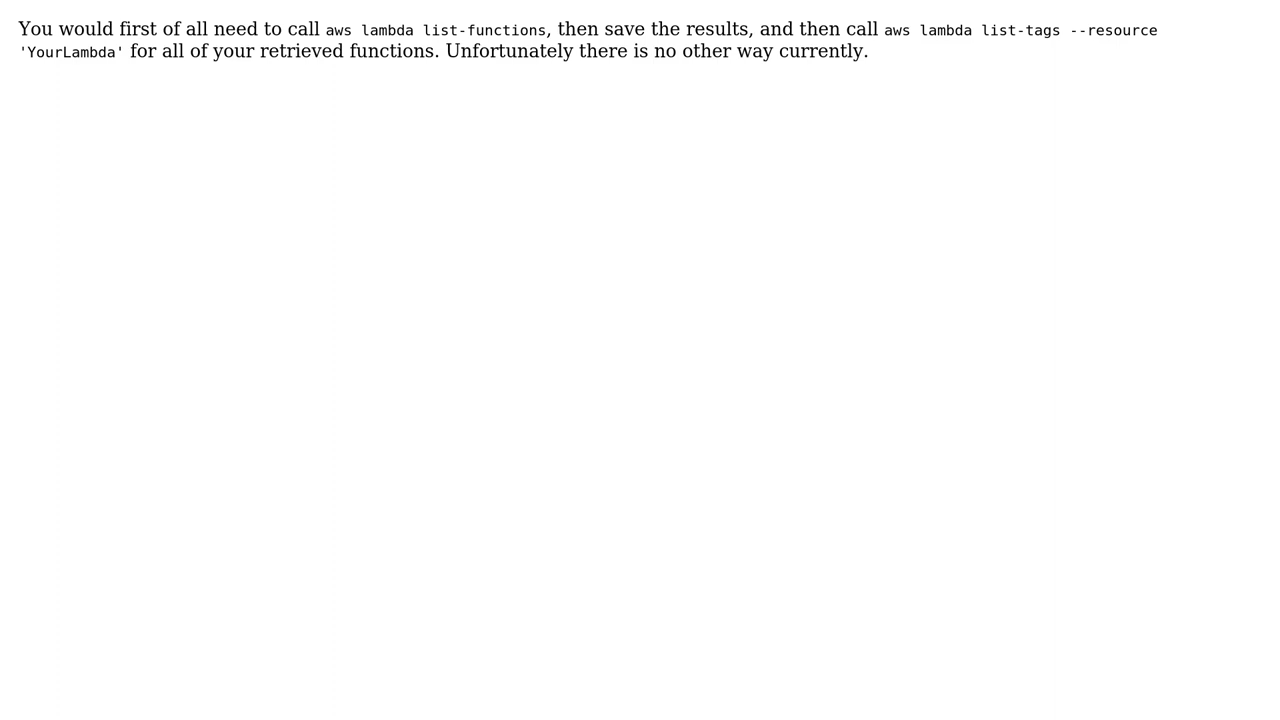 You would first of all need to call aws lambda list-functions, then save the results, and then call aws lambda list-tags --resource
'YourLambda' for all of your retrieved functions. Unfortunately there is no other way currently.